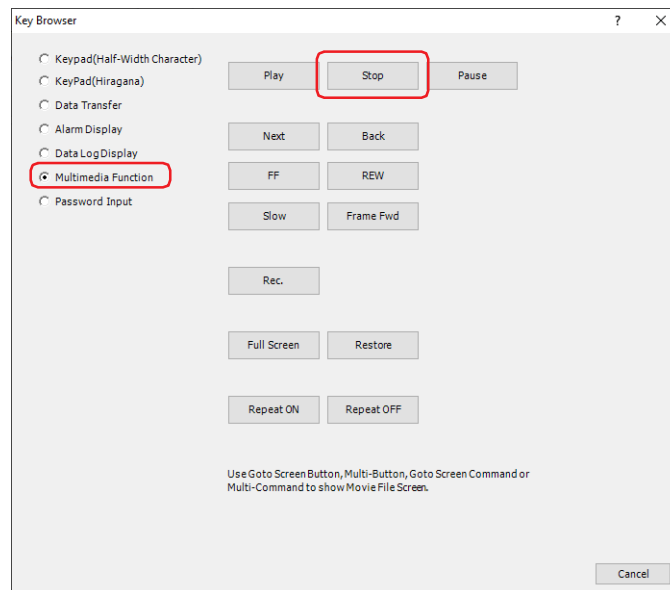 Key Browser ? ×
Keypad(Half-Width Character)
KeyPad(Hiragana)
Data Transfer
Alarm Display
Data Log Display
Multimedia Function
Password Input
Play Stop Pause
Next Back
FF REW
Slow Frame Fwd
Rec.
Full Screen Restore
Repeat ON Repeat OFF
Use Goto Screen Button, Multi-Button, Goto Screen Command or
Multi-Command to show Movie File Screen.
Cancel